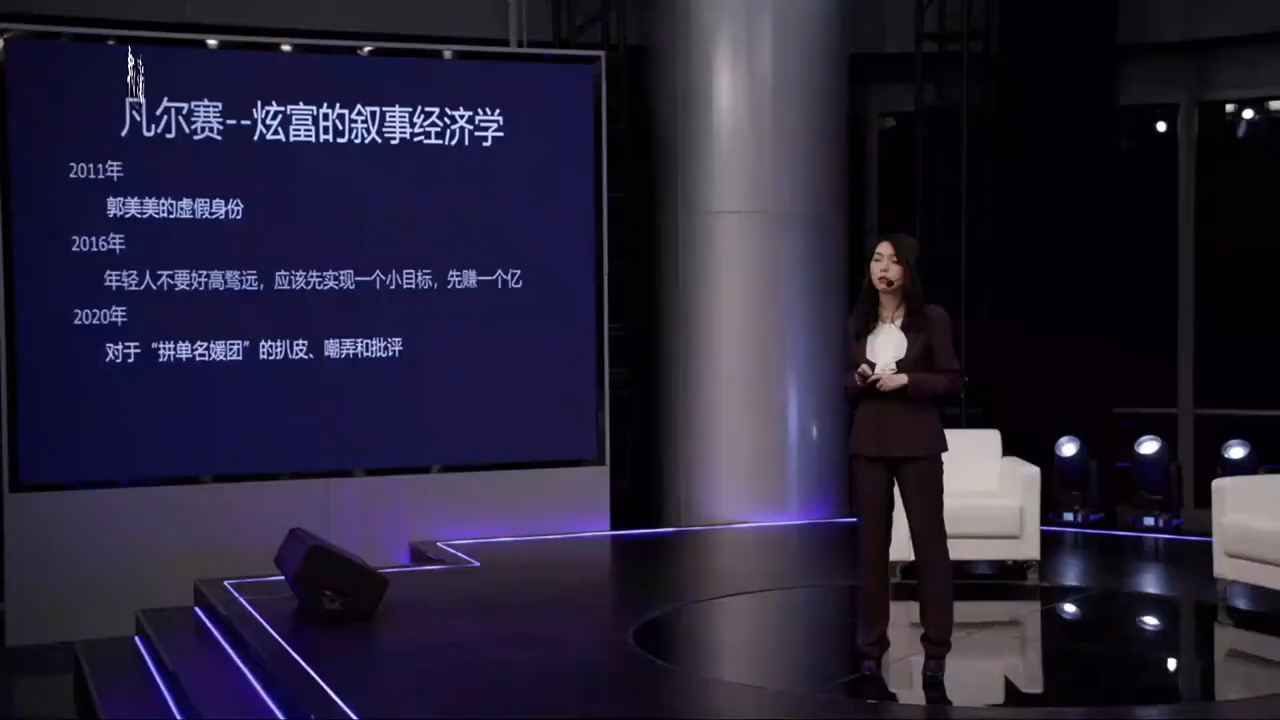 凡尔赛--炫富的叙事经济学
2011年
郭美美的虚假身份
2016年
年轻人不要好高骛远，应该先实现一个小目标，先赚一个亿
2020年
对于“拼单名媛团”的扒皮、嘲弄和批评